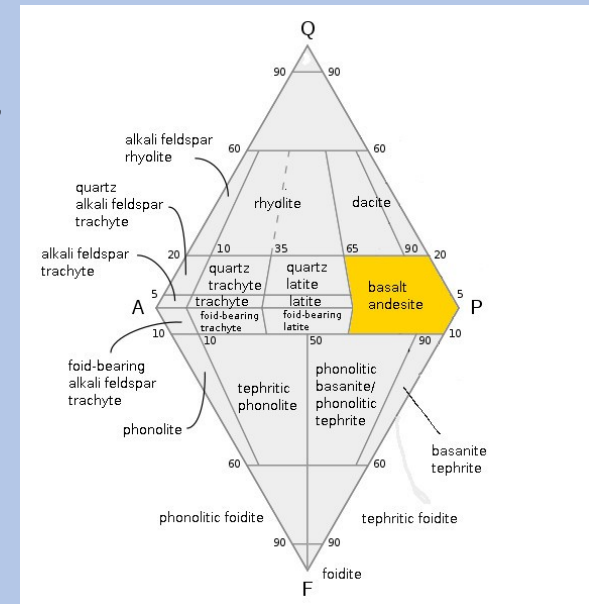 Q
90 90
60 60
alkali feldspar
rhyolite
rhyolite
dacite
quartz
alkali feldspar
trachyte
20 10 35 65 90 20
alkali feldspar
trachyte
quartz
trachyte
quartz
latite
basalt
andesite
5 5
trachyte
latite
A P
foid-bearing
trachyte
foid-bearing
latite
10 10
10 50 90
foid-bearing
alkali feldspar
trachyte
tephritic
phonolite
phonolitic
basanite/
phonolitic
tephrite
phonolite
basanite
tephrite
60 60
phonolitic foidite
tephritic foidite
90 90
foidite
F